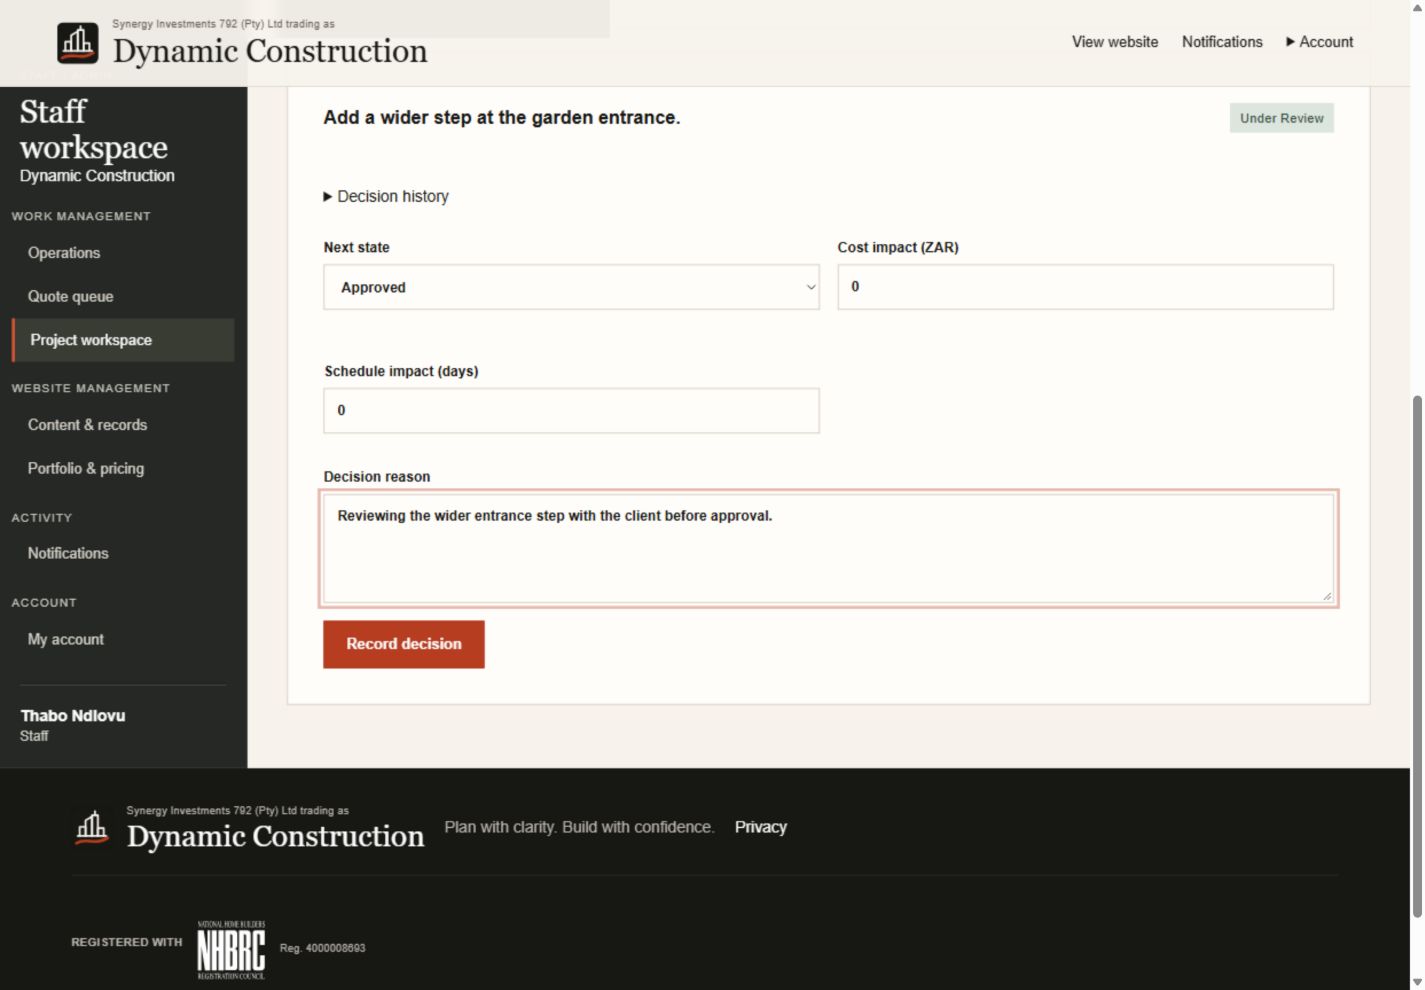 Synergy Investments 792 (Pty) Ltd trading as
Dynamic Construction
View website
Notifications
Account
Staff
workspace
Dynamic Construction
WORK MANAGEMENT
Operations
Quote queue
Project workspace
WEBSITE MANAGEMENT
Content & records
Portfolio & pricing
ACTIVITY
Notifications
ACCOUNT
My account
Thabo Ndlovu
Staff
Add a wider step at the garden entrance.
Under Review
Decision history
Next state
Approved
Cost impact (ZAR)
0
Schedule impact (days)
0
Decision reason
Reviewing the wider entrance step with the client before approval.
Record decision
Synergy Investments 792 (Pty) Ltd trading as
Dynamic Construction
Plan with clarity. Build with confidence.
Privacy
REGISTERED WITH
NATIONAL HOME BUILDERS
NHBRC
REGISTRATION COUNCIL
Reg. 4000008693